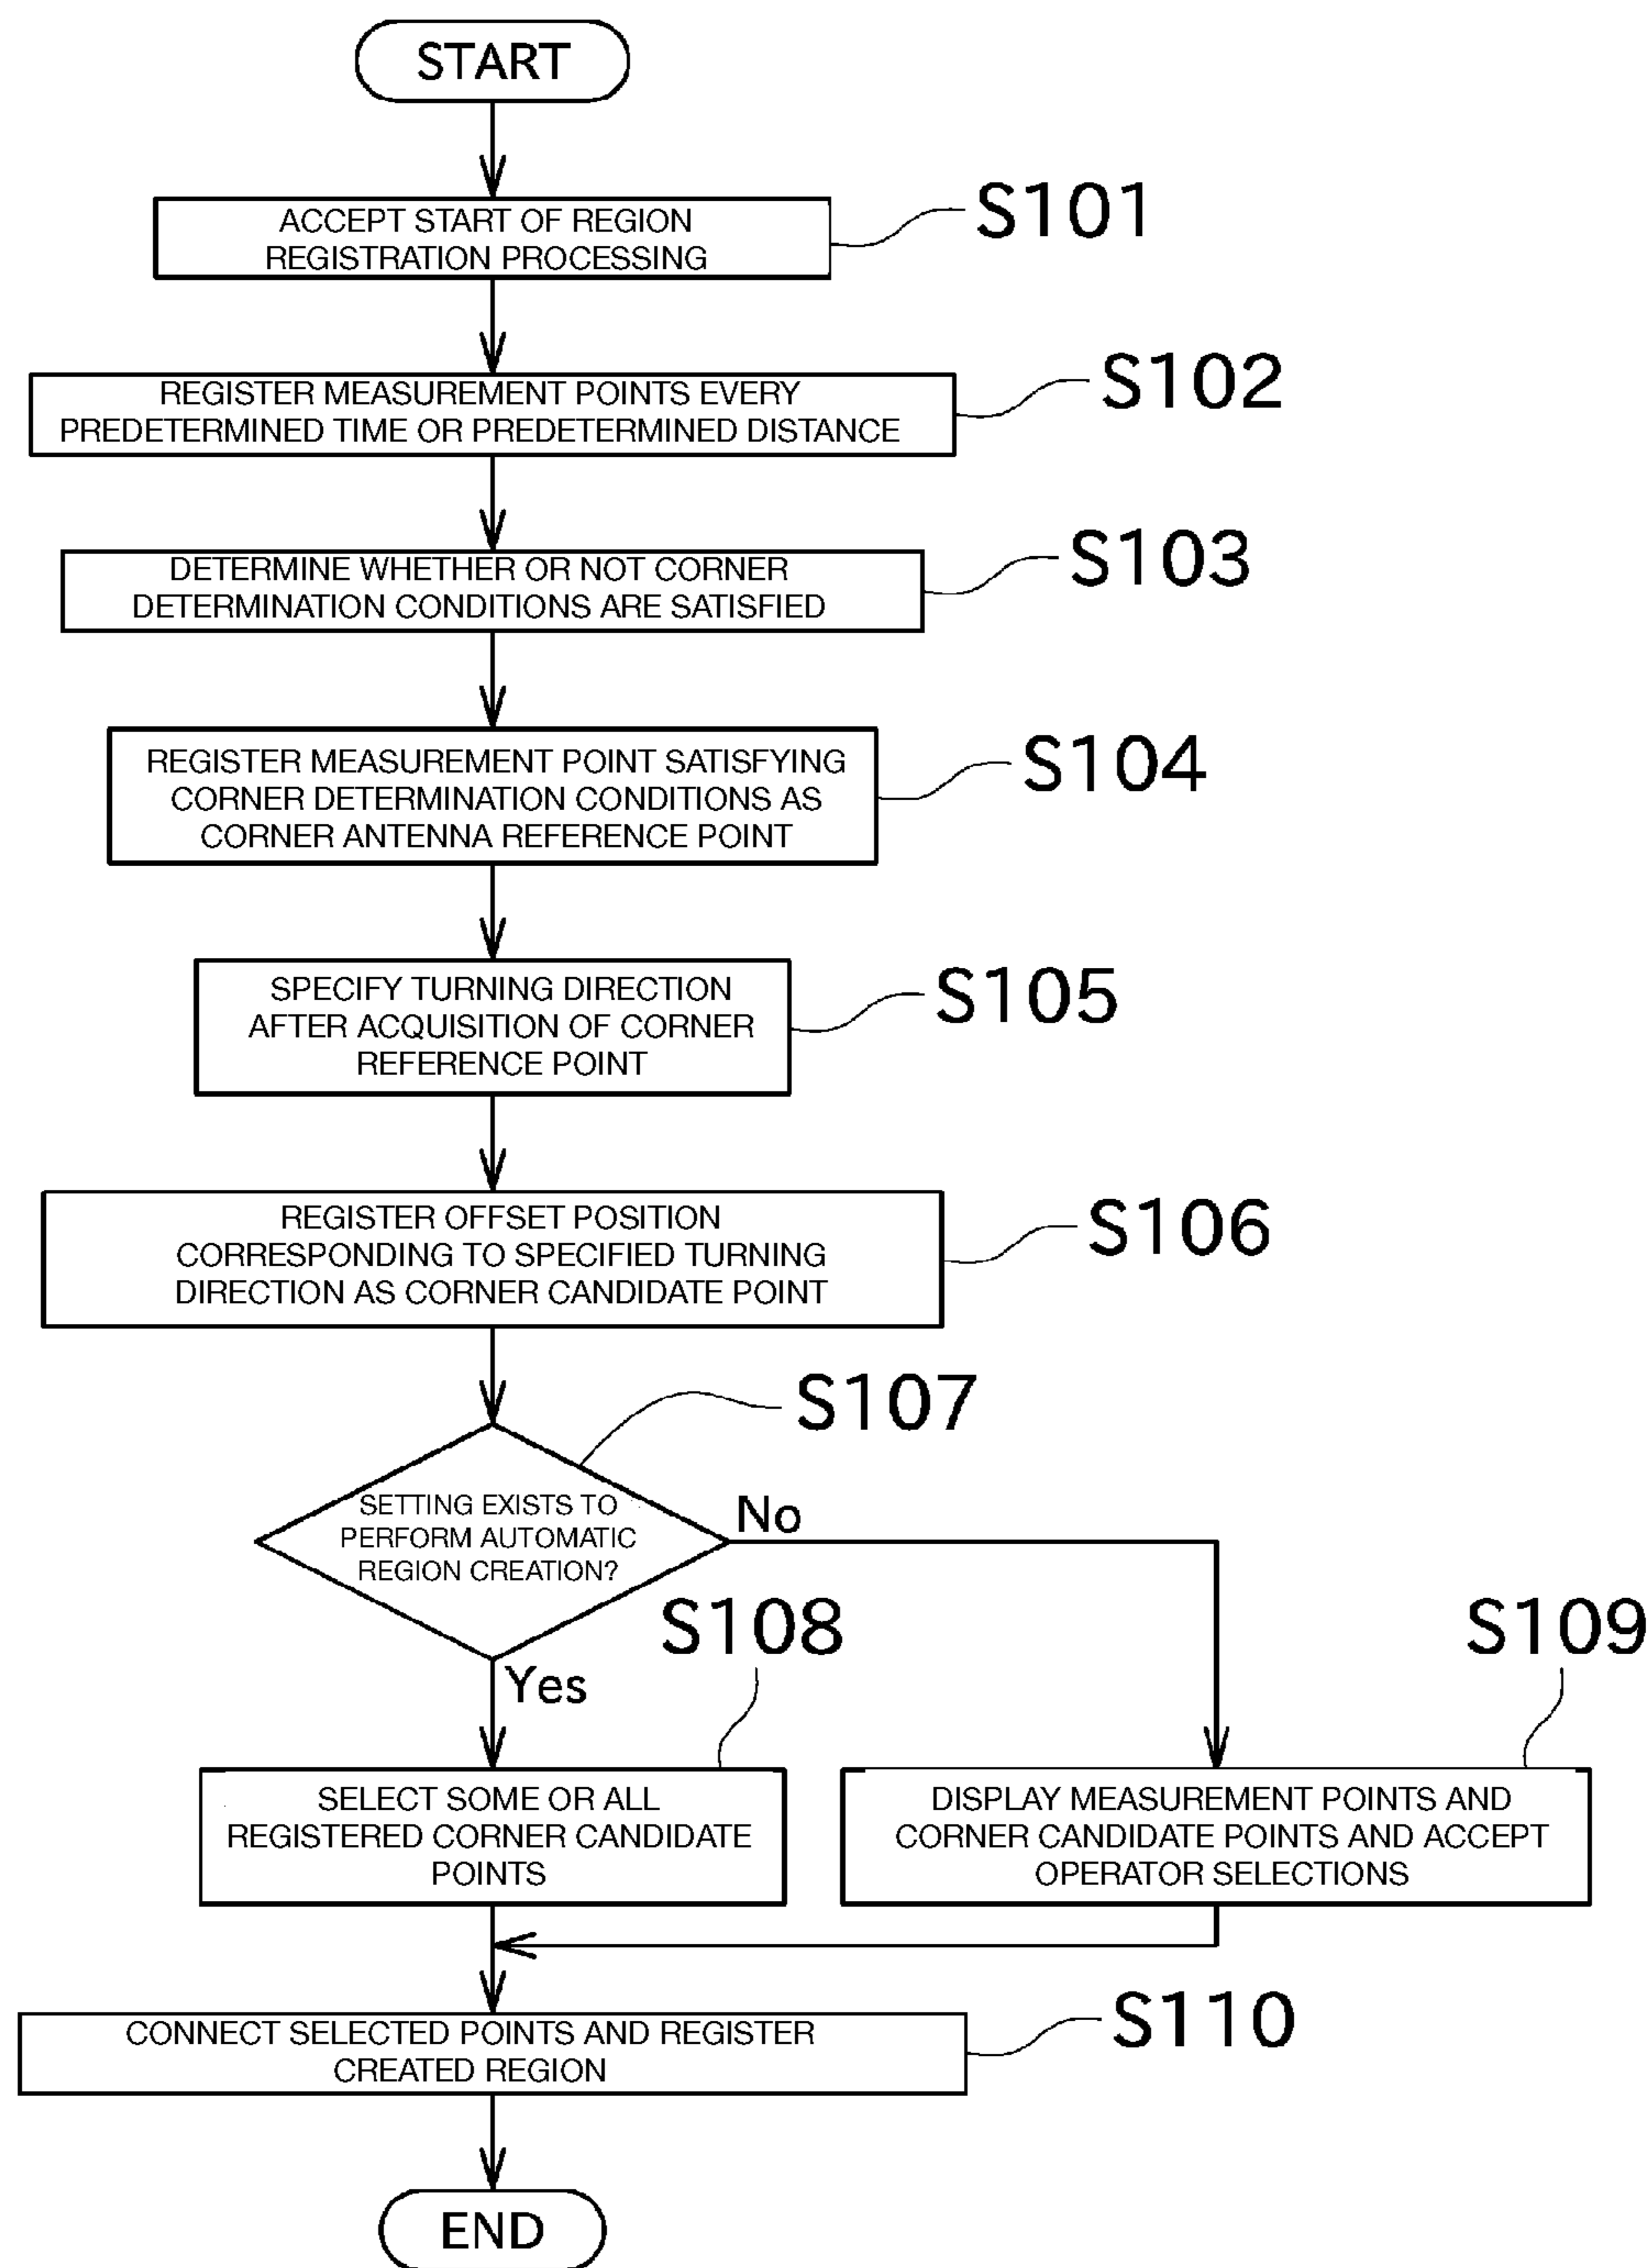 START
ACCEPT START OF REGION
REGISTRATION PROCESSING
S101
REGISTER MEASUREMENT POINTS EVERY
PREDETERMINED TIME OR PREDETERMINED DISTANCE
S102
DETERMINE WHETHER OR NOT CORNER
DETERMINATION CONDITIONS ARE SATISFIED
S103
REGISTER MEASUREMENT POINT SATISFYING
CORNER DETERMINATION CONDITIONS AS
CORNER ANTENNA REFERENCE POINT
S104
SPECIFY TURNING DIRECTION
AFTER ACQUISITION OF CORNER
REFERENCE POINT
S105
REGISTER OFFSET POSITION
CORRESPONDING TO SPECIFIED TURNING
DIRECTION AS CORNER CANDIDATE POINT
S106
S107
SETTING EXISTS TO
PERFORM AUTOMATIC
REGION CREATION?
No
Yes
S108
SELECT SOME OR ALL
REGISTERED CORNER CANDIDATE
POINTS
S109
DISPLAY MEASUREMENT POINTS AND
CORNER CANDIDATE POINTS AND ACCEPT
OPERATOR SELECTIONS
CONNECT SELECTED POINTS AND REGISTER
CREATED REGION
S110
END